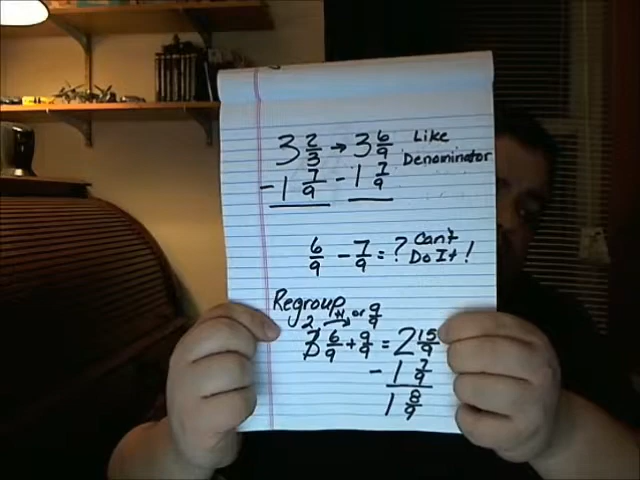 3 2/3 → 3 6/9 Like Denominator
- 1 7/9 - 1 7/9
6/9 - 7/9 = ? Can't Do It!
Regroup
2 +1 or 9/9
3 6/9 + 9/9 = 2 15/9
- 1 7/9
1 8/9